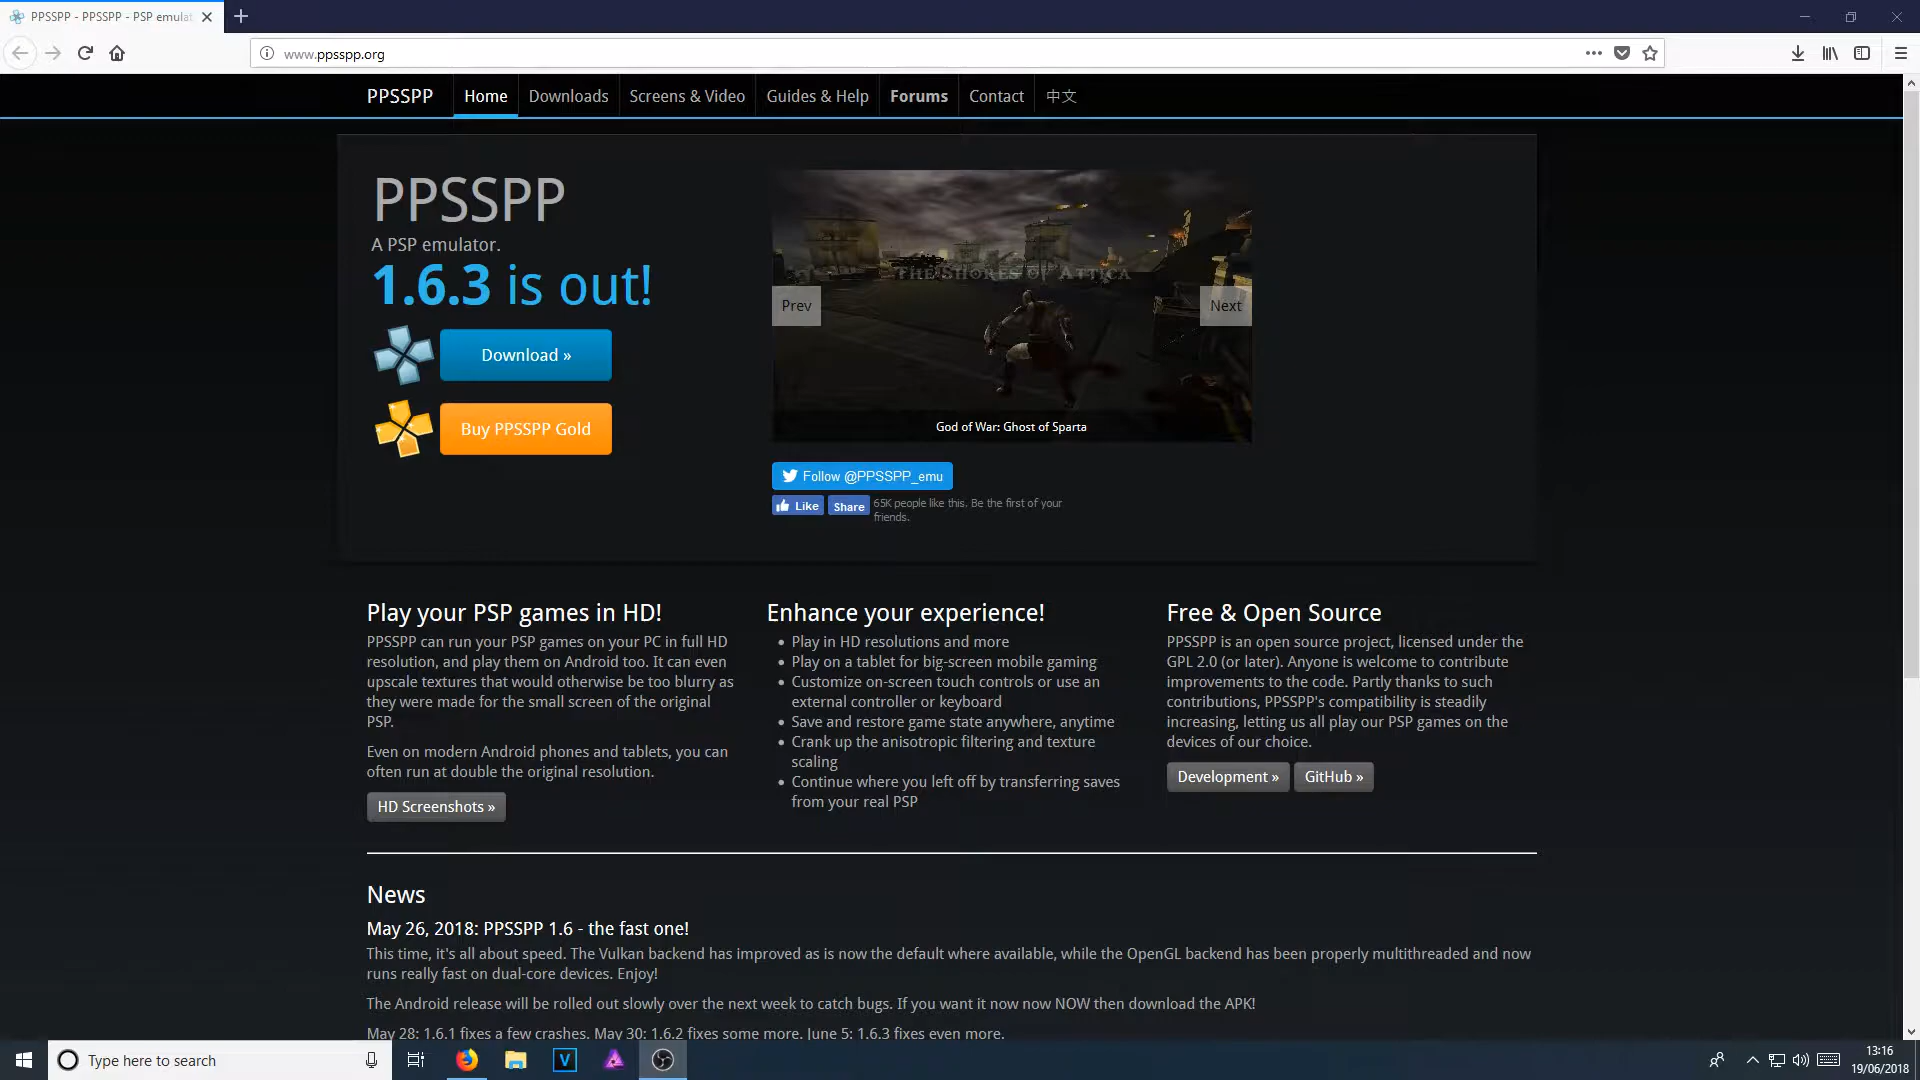 PPSSPP - PPSSPP - PSP emulat
www.ppsspp.org
PPSSPP Home Downloads Screens & Video Guides & Help Forums Contact 中文
PPSSPP
A PSP emulator.
1.6.3 is out!
Download »
Buy PPSSPP Gold
THE SHORES OF ATTICA
Prev
Next
God of War: Ghost of Sparta
Follow @PPSSPP_emu
Like Share 65K people like this. Be the first of your
friends.
Play your PSP games in HD!
PPSSPP can run your PSP games on your PC in full HD
resolution, and play them on Android too. It can even
upscale textures that would otherwise be too blurry as
they were made for the small screen of the original
PSP.
Even on modern Android phones and tablets, you can
often run at double the original resolution.
HD Screenshots »
Enhance your experience!
Play in HD resolutions and more
Play on a tablet for big-screen mobile gaming
Customize on-screen touch controls or use an
external controller or keyboard
Save and restore game state anywhere, anytime
Crank up the anisotropic filtering and texture
scaling
Continue where you left off by transferring saves
from your real PSP
Free & Open Source
PPSSPP is an open source project, licensed under the
GPL 2.0 (or later). Anyone is welcome to contribute
improvements to the code. Partly thanks to such
contributions, PPSSPP's compatibility is steadily
increasing, letting us all play our PSP games on the
devices of our choice.
Development » GitHub »
News
May 26, 2018: PPSSPP 1.6 - the fast one!
This time, it's all about speed. The Vulkan backend has improved as is now the default where available, while the OpenGL backend has been properly multithreaded and now
runs really fast on dual-core devices. Enjoy!
The Android release will be rolled out slowly over the next week to catch bugs. If you want it now now NOW then download the APK!
May 28: 1.6.1 fixes a few crashes. May 30: 1.6.2 fixes some more. June 5: 1.6.3 fixes even more.
Type here to search
V
13:16
19/06/2018